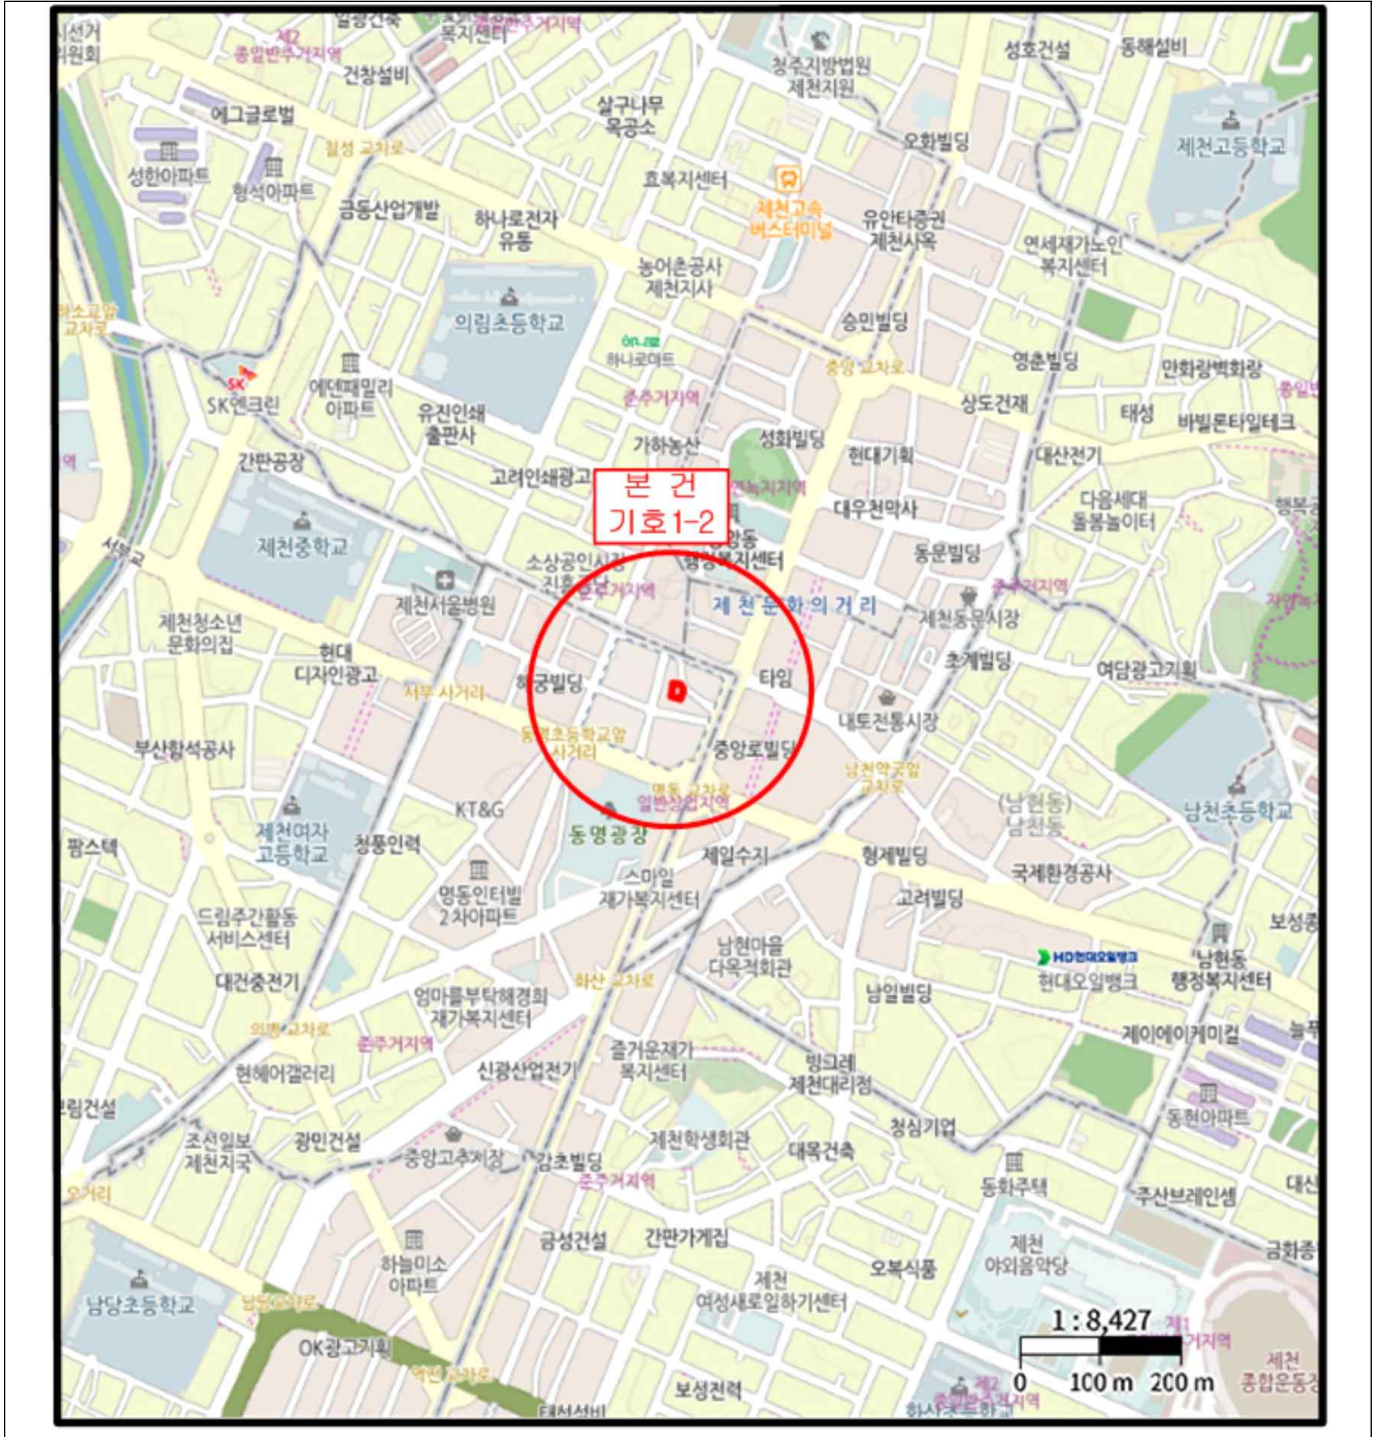 제2
종일반주거지역
복지센터
건창설비
청주지방법원
제천지원
성호건설
동해설비
에그글로벌
살구나무
목공소
칠성 교차로
오화빌딩
제천고등학교
성한아파트
형석아파트
효복지센터
금동산업개발
하나로전자
유통
제천고속
버스터미널
유안타증권
제천사옥
연세재가노인
복지센터
농어촌공사
제천지사
의림초등학교
하소교앞
교차로
승민빌딩
하나로마트
중앙 교차로
영춘빌딩
만화랑벽화랑
SK
SK엔크린
에덴패밀리
아파트
준주거지역
상도건재
태성
바빌론타일테크
유진인쇄
출판사
가하농산
성화빌딩
현대기획
대산전기
간판공장
고려인쇄광고
본 건
기호1-2
연녹지지역
대우천막사
다음세대
돌봄놀이터
제천중학교
서부교
소상공인시장
행정복지센터
동문빌딩
준주거지역
제천서울병원
제천문화의거리
제천동문시장
제천청소년
문화의집
현대
디자인광고
서부 사거리
타임
초계빌딩
여담광고기획
내토전통시장
부산함석공사
동명초등학교앞
사거리
중앙로빌딩
남천약국앞
교차로
명동 교차로
일반상업지역
(남현동)
남천동
남천초등학교
KT&G
동명광장
제천여자
고등학교
팜스텍
청풍인력
제일수지
형제빌딩
국제환경공사
명동인터빌
2차아파트
스마일
재가복지센터
고려빌딩
드림주간활동
서비스센터
남현마을
다목적회관
HD현대오일뱅크
현대오일뱅크
남현동
행정복지센터
대건중전기
화산 교차로
엄마를부탁해경희
재가복지센터
남일빌딩
의병 교차로
준주거지역
제이에이케미컬
현헤어갤러리
신광산업전기
즐거운재가
복지센터
빙그레
제천대리점
조선일보
제천지국
광민건설
중앙고추시장
감초빌딩
제천학생회관
대목건축
청심기업
동현아파트
준주거지역
동화주택
주산브레인셈
오거리
금성건설
간판가게집
하늘미소
아파트
제천
여성새로일하기센터
오복식품
제천
야외음악당
남당초등학교
남당교차로
OK광고기획
역전 교차로
보성전력
1 : 8,427
0 100 m 200 m
제천
종합운동장